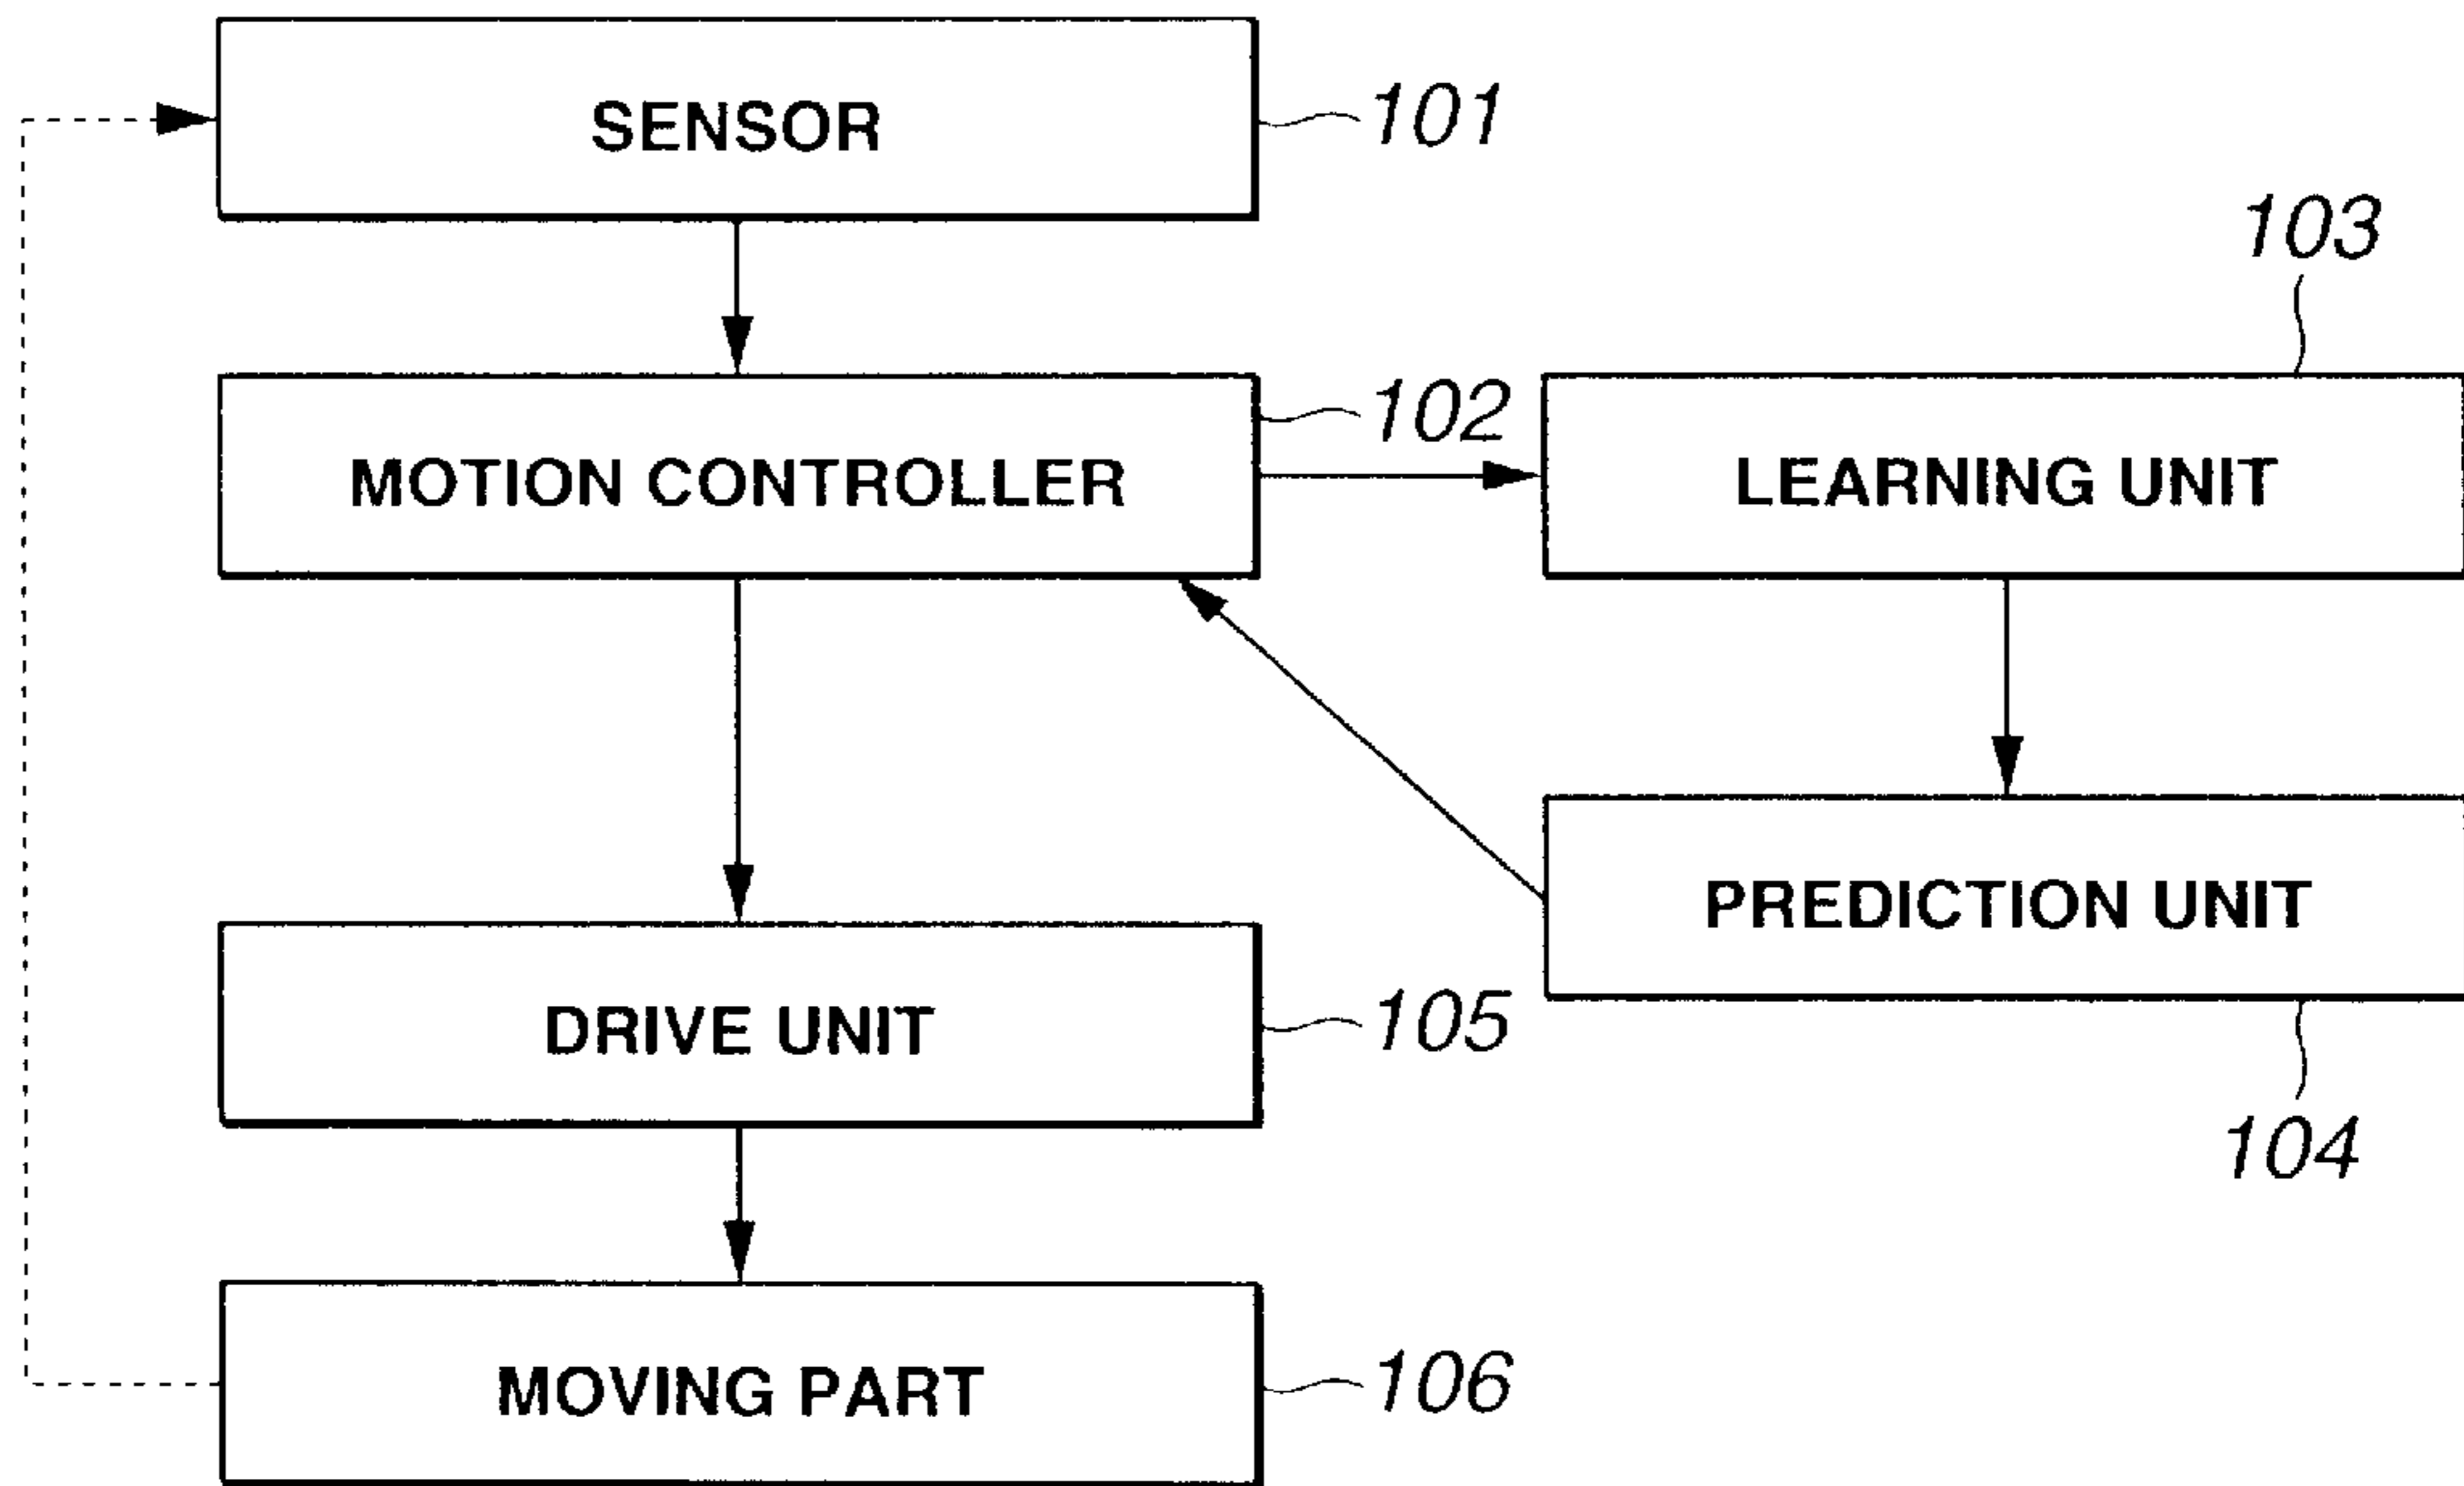 SENSOR
101
103
MOTION CONTROLLER
102
LEARNING UNIT
PREDICTION UNIT
104
DRIVE UNIT
105
MOVING PART
106